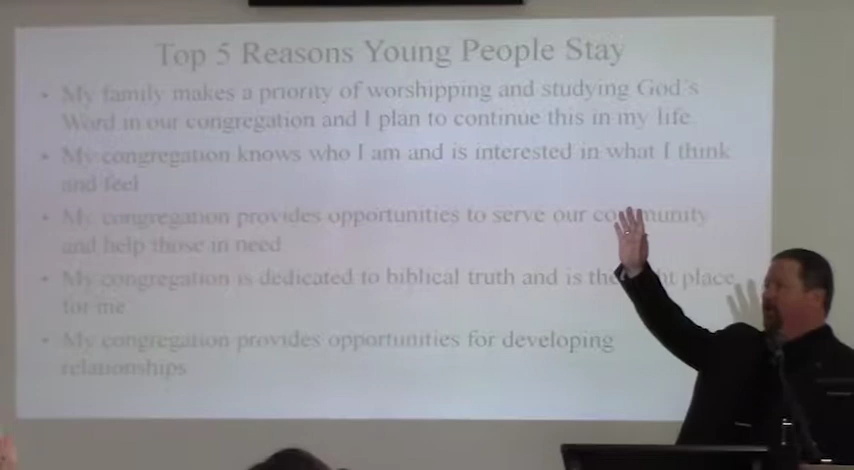 Top 5 Reasons Young People Stay
• My family makes a priority of worshipping and studying God's
Word in our congregation and I plan to continue this in my life
• My congregation knows who I am and is interested in what I think
and feel
• My congregation provides opportunities to serve our co munity
and help those in need
• My congregation is dedicated to biblical truth and is the ht place
for me
• My congregation provides opportunities for developing
relationships